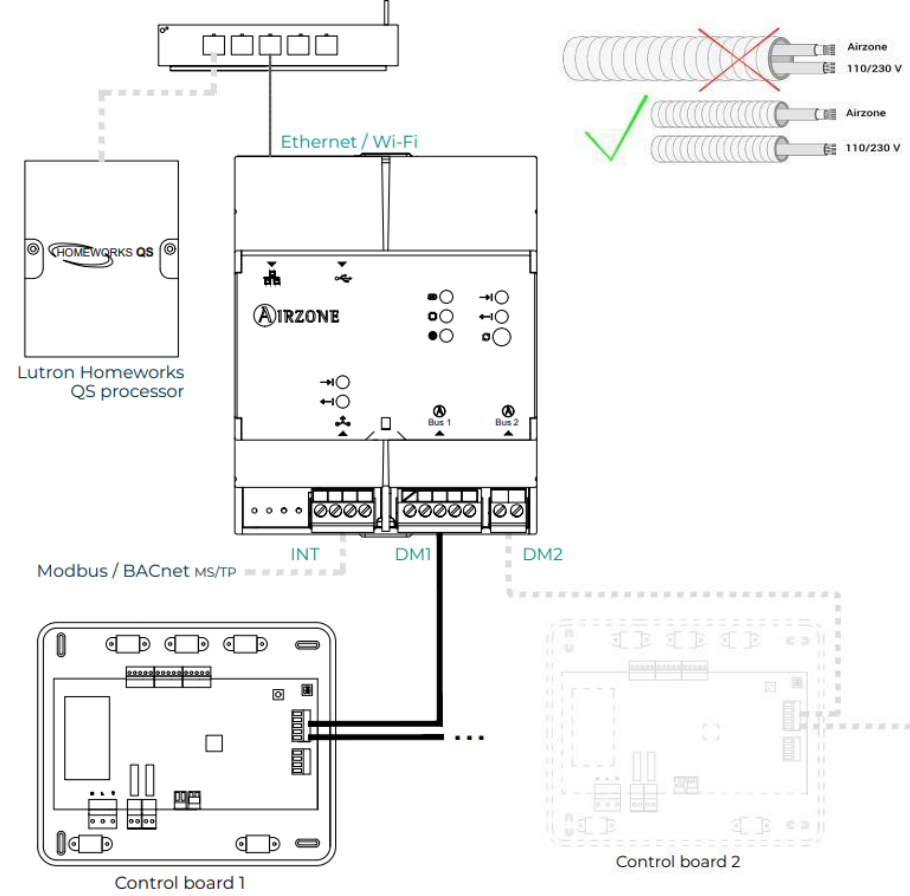 Airzone
110/230 V
Airzone
110/230 V
Ethernet / Wi-Fi
HOMEWORKS QS
AIRZONE
Lutron Homeworks
QS processor
Bus 1
Bus 2
INT
DM1
DM2
Modbus / BACnet MS/TP
...
Control board 2
Control board 1